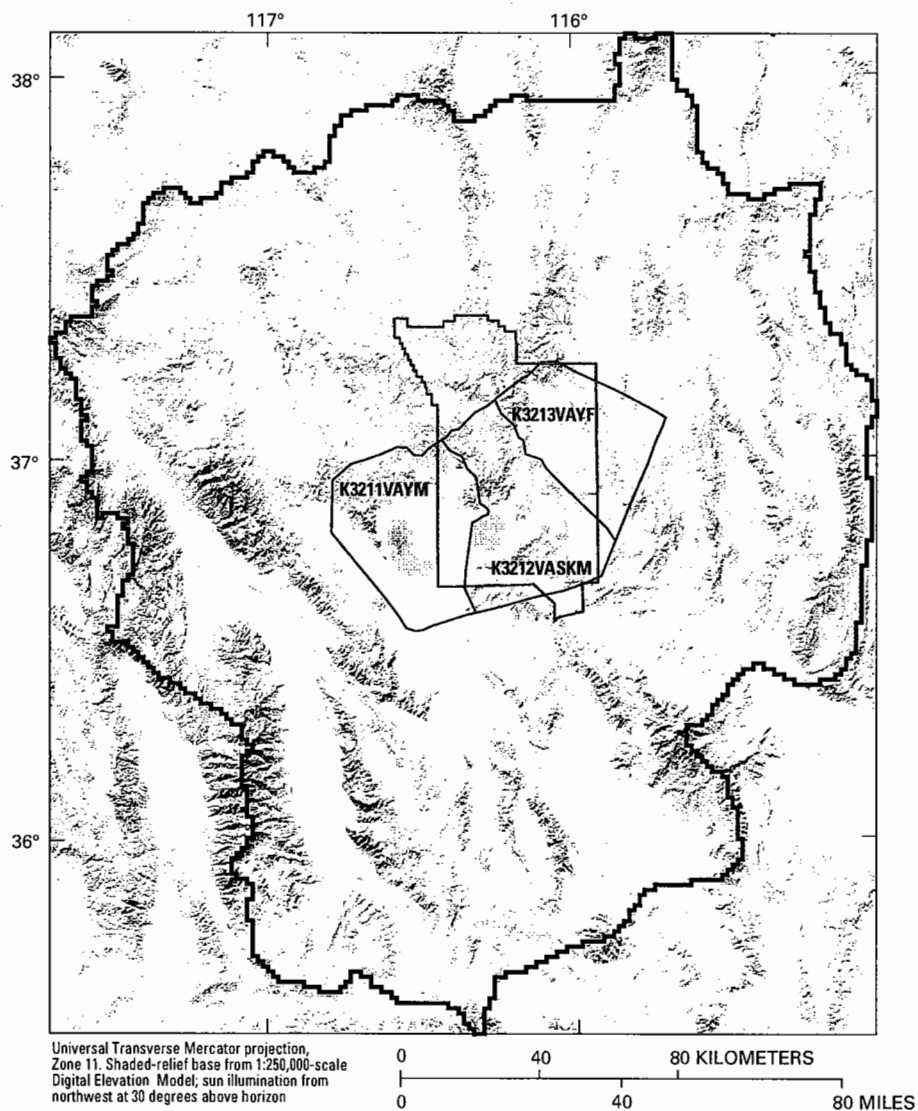 117° 116°
38°
K3213VAYF
37°
K3211VAYM
K3212VASKM
36°
Universal Transverse Mercator projection,
Zone 11. Shaded-relief base from 1:250,000-scale
Digital Elevation Model; sun illumination from
northwest at 30 degrees above horizon
0 40 80 KILOMETERS
0 40 80 MILES